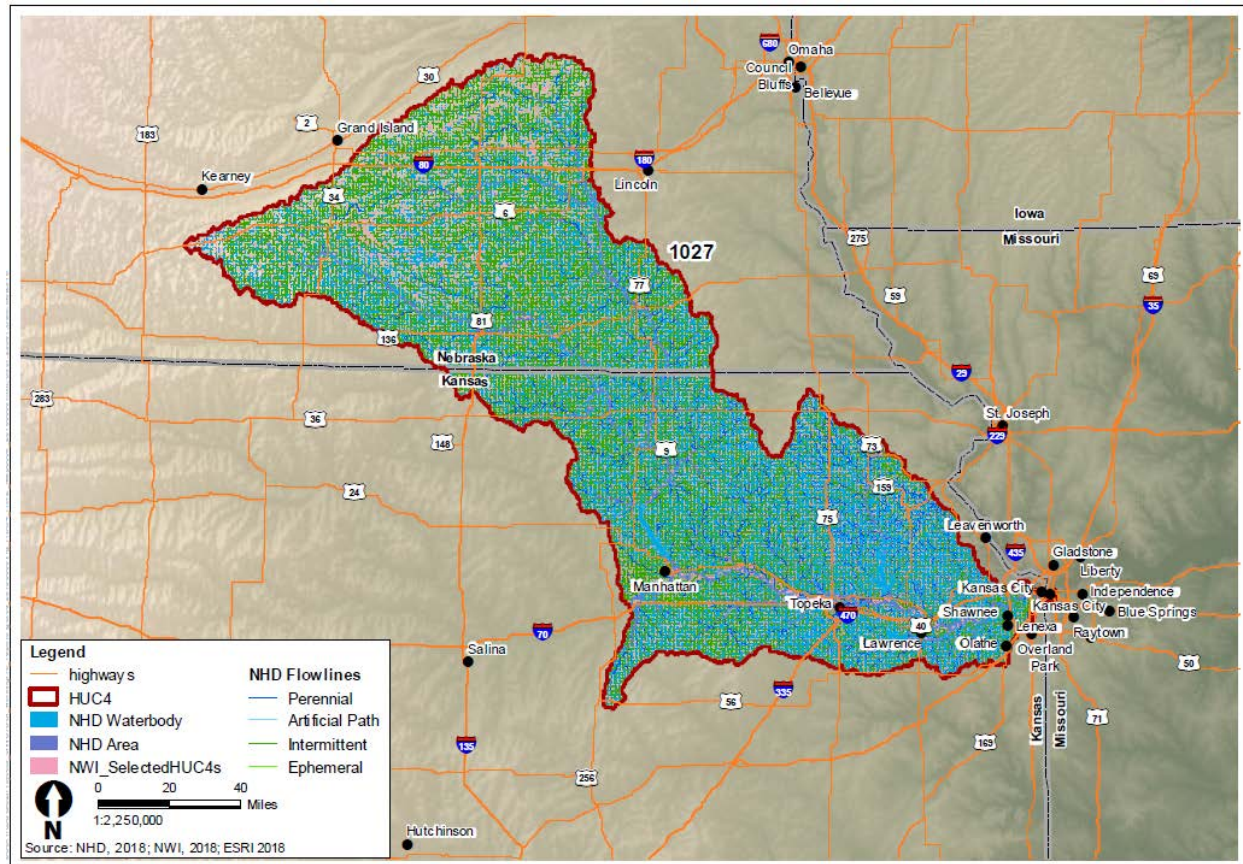 680
Omaha
Council
Bluffs
Bellevue
30
2
183
Grand Island
80
180
Lincoln
Kearney
34
6
Iowa
Missouri
275
1027
69
77
59
35
81
136
Nebraska
Kansas
29
283
36
148
St. Joseph
229
73
9
159
24
75
Leavenworth
435
Gladstone
Liberty
Manhattan
Kansas City
Independence
Topeka
470
Shawnee
Kansas City
Blue Springs
40
Lenexa
Raytown
70
Lawrence
Olathe
Overland
Park
Salina
50
335
56
Kansas
Missouri
71
135
169
256
Hutchinson
Legend
highways
HUC4
NHD Waterbody
NHD Area
NWI_SelectedHUC4s
NHD Flowlines
Perennial
Artificial Path
Intermittent
Ephemeral
0 20 40
Miles
1:2,250,000
N
Source: NHD, 2018; NWI, 2018; ESRI 2018